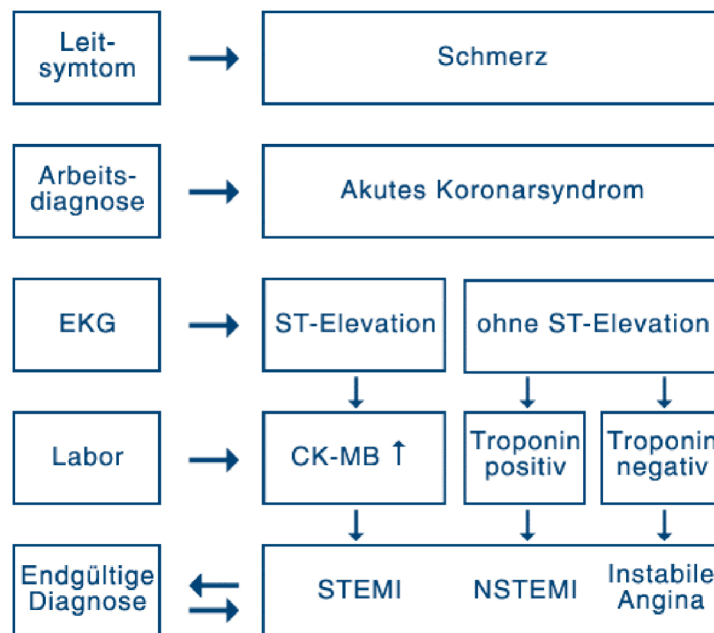 Leit-
symtom
Schmerz
Arbeits-
diagnose
Akutes Koronarsyndrom
EKG
ST-Elevation
ohne ST-Elevation
Labor
CK-MB ↑
Troponin
positiv
Troponin
negativ
Endgültige
Diagnose
STEMI
NSTEMI
Instabile
Angina